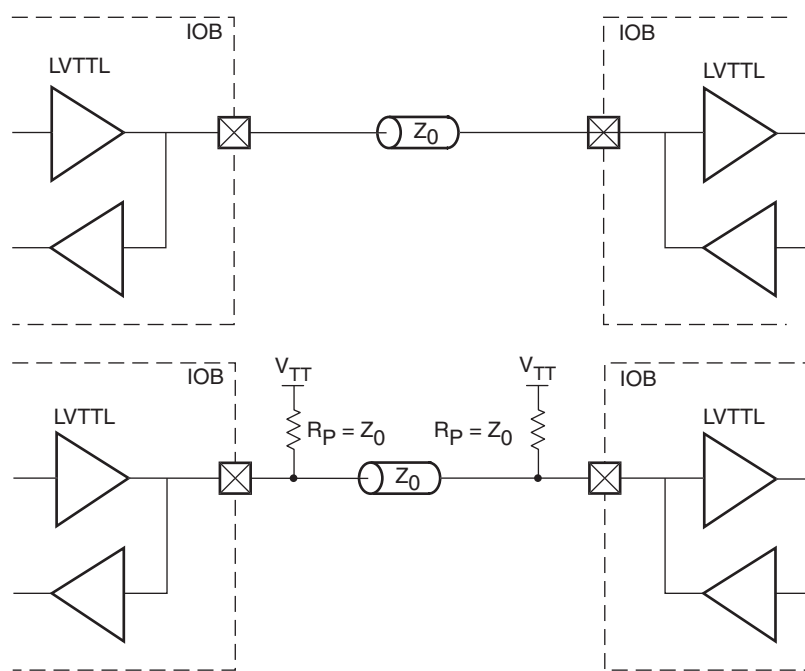 IOB
IOB
LVTTL
LVTTL
Z0
IOB
IOB
VTT
VTT
LVTTL
RP = Z0
RP = Z0
LVTTL
Z0